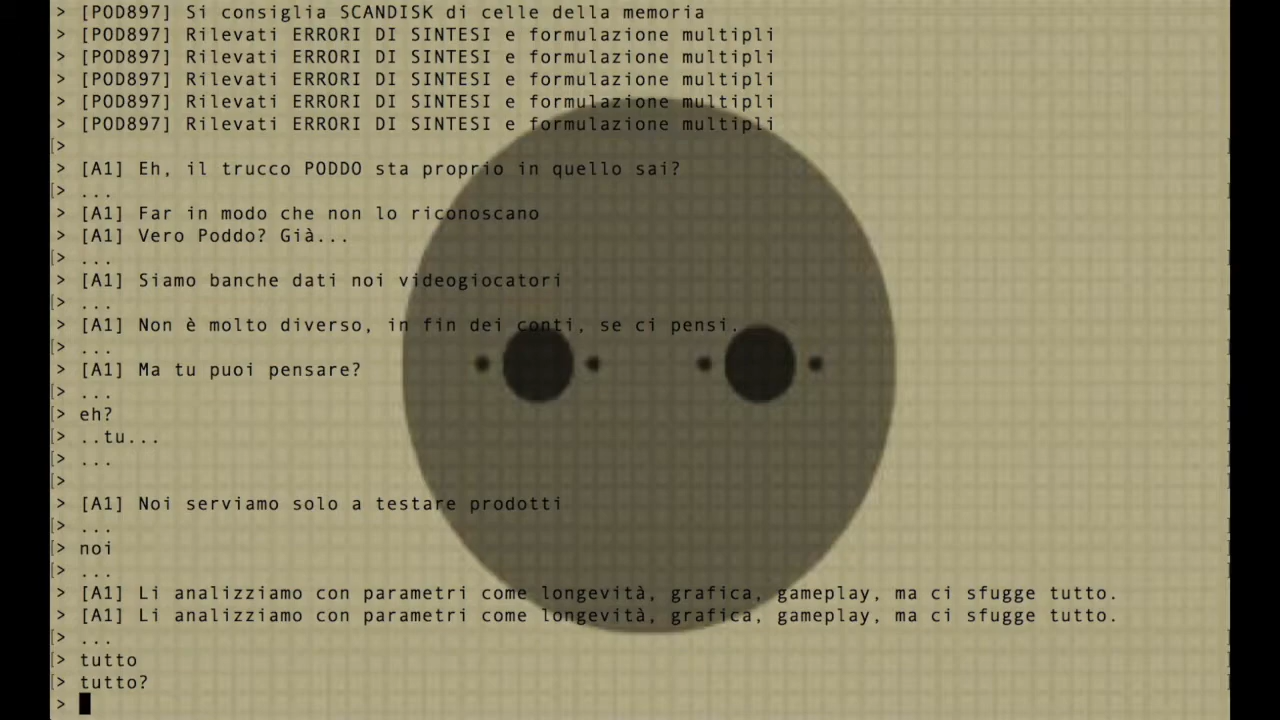 > [POD897] Si consiglia SCANDISK di celle della memoria
> [POD897] Rilevati ERRORI DI SINTESI e formulazione multipli
> [POD897] Rilevati ERRORI DI SINTESI e formulazione multipli
> [POD897] Rilevati ERRORI DI SINTESI e formulazione multipli
> [POD897] Rilevati ERRORI DI SINTESI e formulazione multipli
> [POD897] Rilevati ERRORI DI SINTESI e formulazione multipli
[>
> [A1] Eh, il trucco PODDO sta proprio in quello sai?
[> ...
> [A1] Far in modo che non lo riconoscano
> [A1] Vero Poddo? Già...
[> ...
> [A1] Siamo banche dati noi videogiocatori
[> ...
> [A1] Non è molto diverso, in fin dei conti, se ci pensi.
[> ...
> [A1] Ma tu puoi pensare?
[> ...
[> eh?
[> ..tu...
[> ...
[>
> [A1] Noi serviamo solo a testare prodotti
[> ...
[> noi
[> ...
> [A1] Li analizziamo con parametri come longevità, grafica, gameplay, ma ci sfugge tutto.
> [A1] Li analizziamo con parametri come longevità, grafica, gameplay, ma ci sfugge tutto.
[> ...
[> tutto
[> tutto?
>